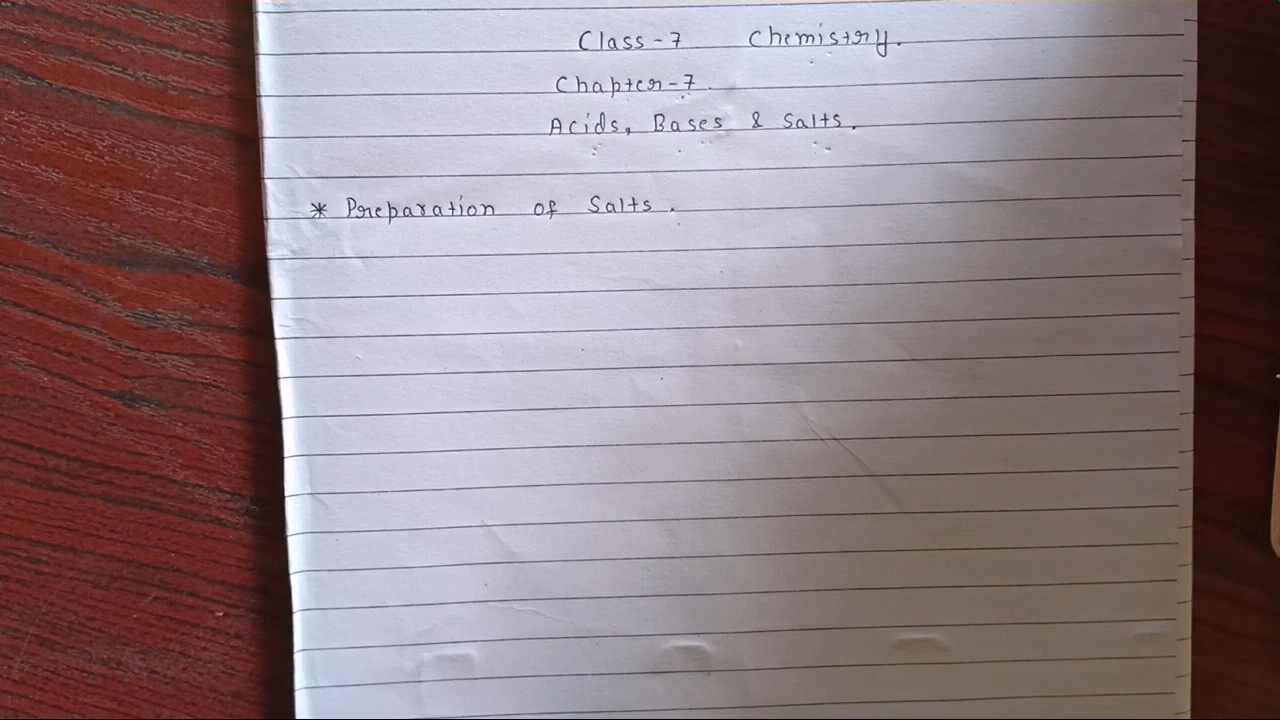 Class-7 Chemistry.
Chapter-7.
Acids, Bases & Salts.
* Preparation of Salts.